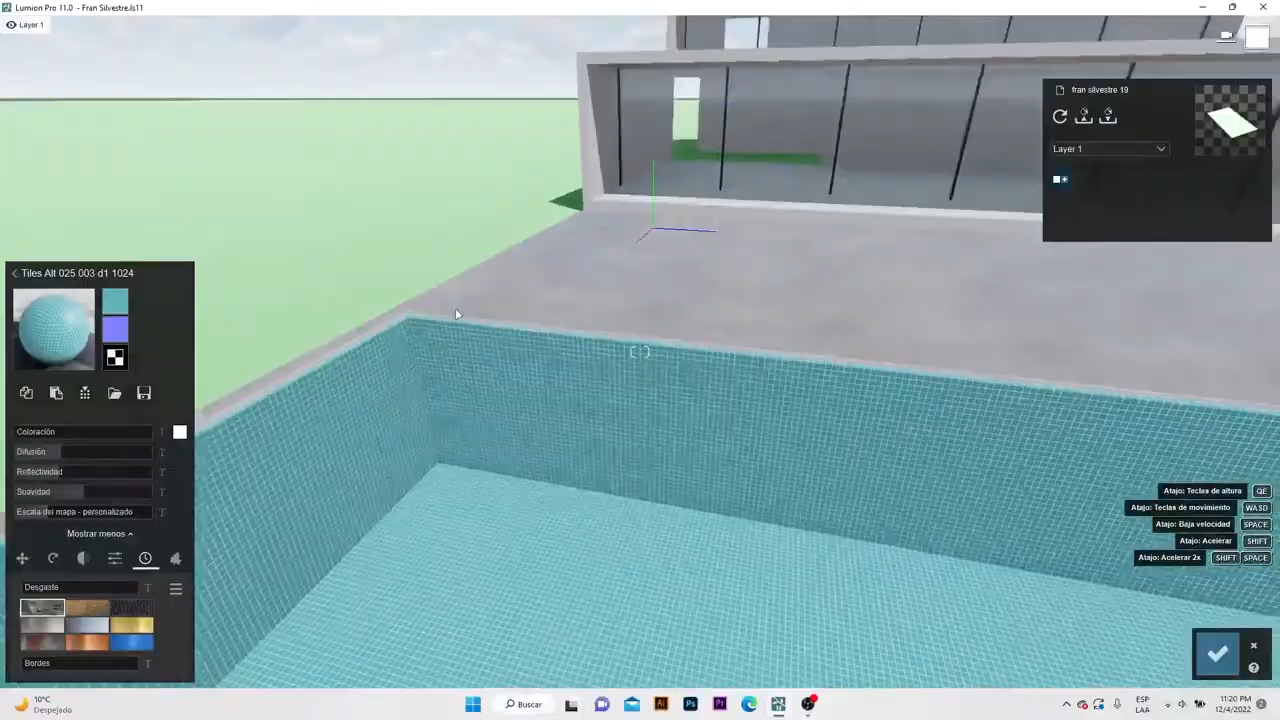 Lumion Pro 11.0 - Fran Silvestre.ls11
Layer 1
fran silvestre 19
Layer 1
Tiles Alt 025 003 d1 1024
Coloración
Difusión
Reflectividad
Suavidad
Escala del mapa - personalizado
Mostrar menos
Desgaste
Bordes
Atajo: Teclas de altura QE
Atajo: Teclas de movimiento WASD
Atajo: Baja velocidad SPACE
Atajo: Acelerar SHIFT
Atajo: Acelerar 2x SHIFT SPACE
10°C
Despejado
Buscar
Ai
Ps
Pr
ESP
LAA
11:20 PM
12/4/2022